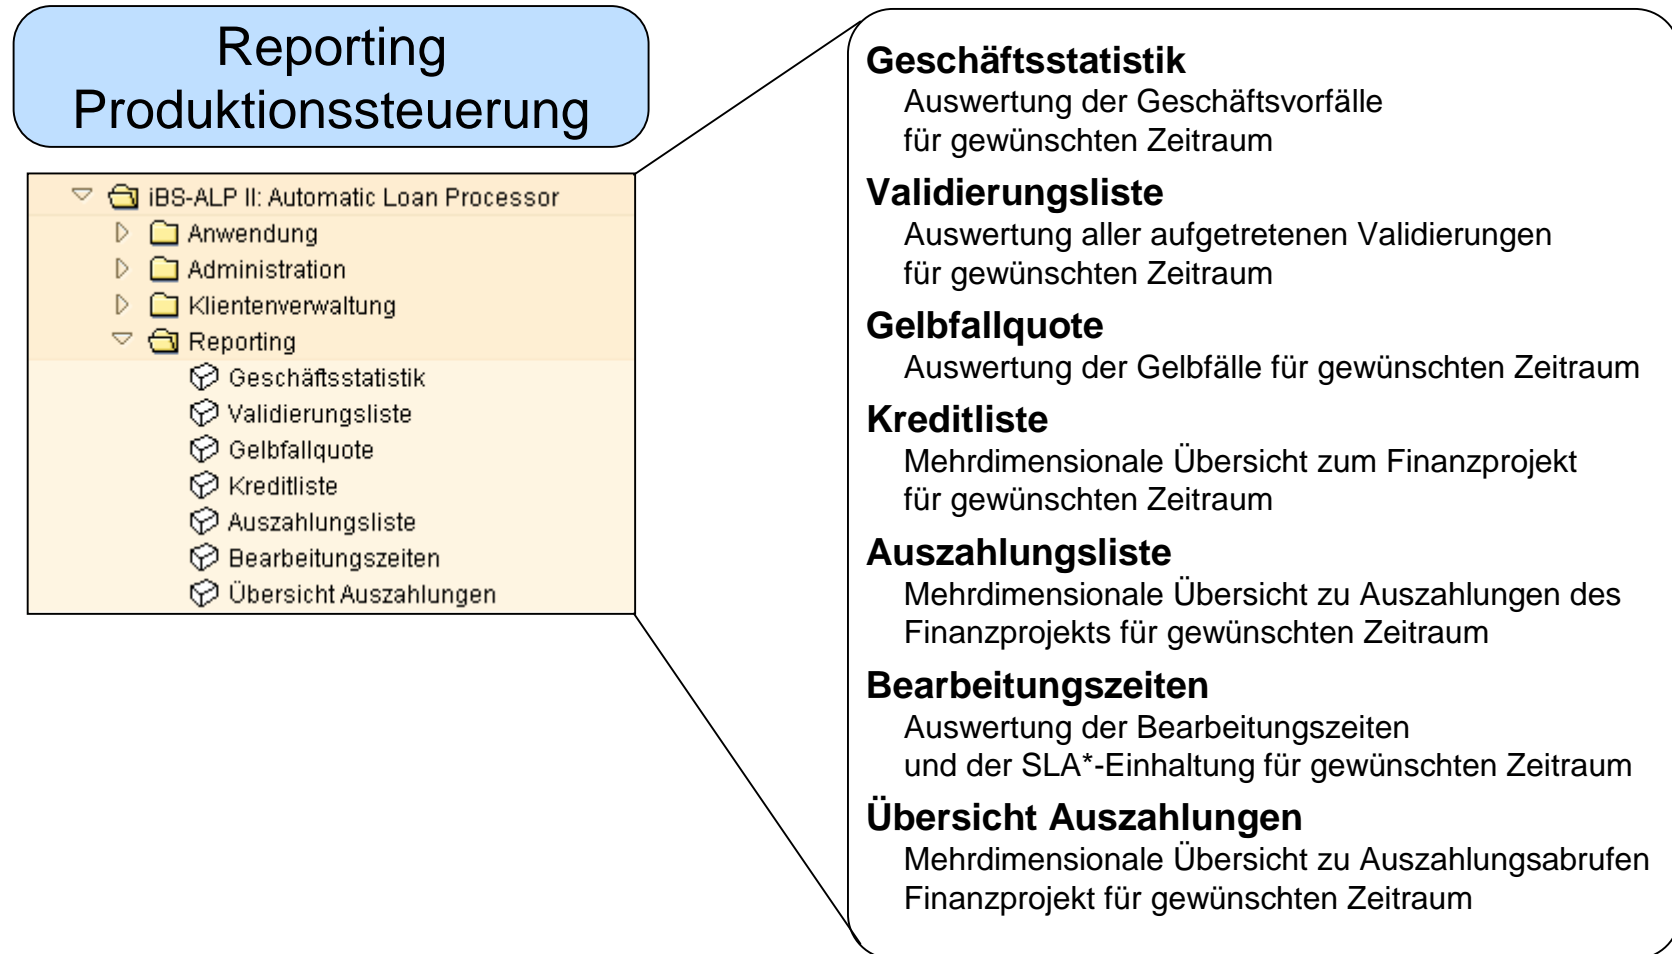 Reporting
Produktionssteuerung
iBS-ALP II: Automatic Loan Processor
Anwendung
Administration
Klientenverwaltung
Reporting
Geschäftsstatistik
Validierungsliste
Gelbfallquote
Kreditliste
Auszahlungsliste
Bearbeitungszeiten
Übersicht Auszahlungen
Geschäftsstatistik
Auswertung der Geschäftsvorfälle
für gewünschten Zeitraum
Validierungsliste
Auswertung aller aufgetretenen Validierungen
für gewünschten Zeitraum
Gelbfallquote
Auswertung der Gelbfälle für gewünschten Zeitraum
Kreditliste
Mehrdimensionale Übersicht zum Finanzprojekt
für gewünschten Zeitraum
Auszahlungsliste
Mehrdimensionale Übersicht zu Auszahlungen des
Finanzprojekts für gewünschten Zeitraum
Bearbeitungszeiten
Auswertung der Bearbeitungszeiten
und der SLA*-Einhaltung für gewünschten Zeitraum
Übersicht Auszahlungen
Mehrdimensionale Übersicht zu Auszahlungsabrufen
Finanzprojekt für gewünschten Zeitraum